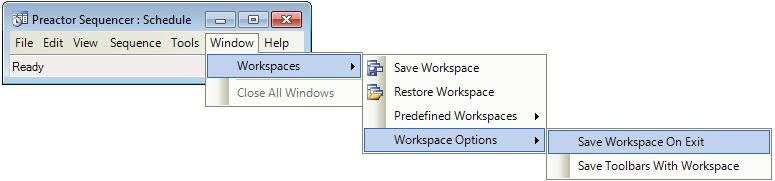 Preactor Sequencer : Schedule
File Edit View Sequence Tools Window Help
Ready
Workspaces
Close All Windows
Save Workspace
Restore Workspace
Predefined Workspaces
Workspace Options
Save Workspace On Exit
Save Toolbars With Workspace